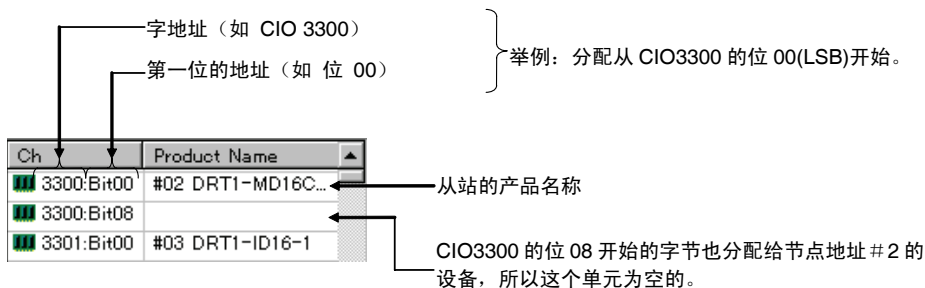 字地址（如 CIO 3300）
第一位的地址（如 位 00）
举例：分配从 CIO3300 的位 00(LSB)开始。
Ch Product Name
3300:Bit00 #02 DRT1-MD16C...
从站的产品名称
3300:Bit08
3301:Bit00 #03 DRT1-ID16-1
CIO3300 的位 08 开始的字节也分配给节点地址＃2 的
设备，所以这个单元为空的。